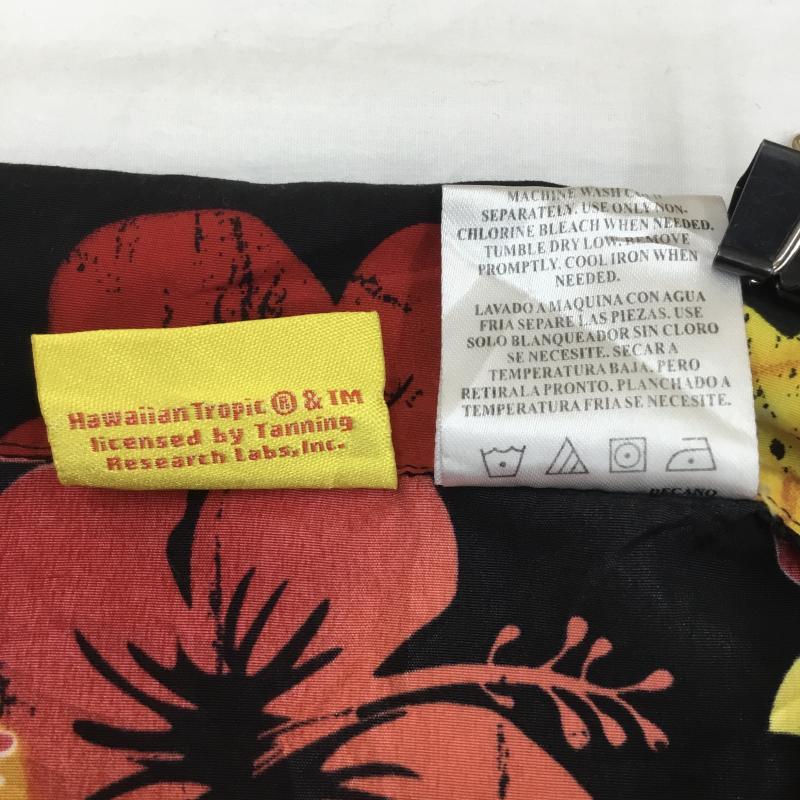 Hawaiian Tropic ® & TM
licensed by Tanning
Research Labs, Inc.
MACHINE WASH
SEPARATELY. USE ONLY NON-
CHLORINE BLEACH WHEN NEEDED.
TUMBLE DRY LOW. REMOVE
PROMPTLY. COOL IRON WHEN
NEEDED.
LAVADO A MAQUINA CON AGUA
FRIA SEPARE LAS PIEZAS. USE
SOLO BLANQUEADOR SIN CLORO
SE NECESITE. SECAR A
TEMPERATURA BAJA, PERO
RETIRALA PRONTO. PLANCHADO A
TEMPERATURA FRIA SE NECESITE.